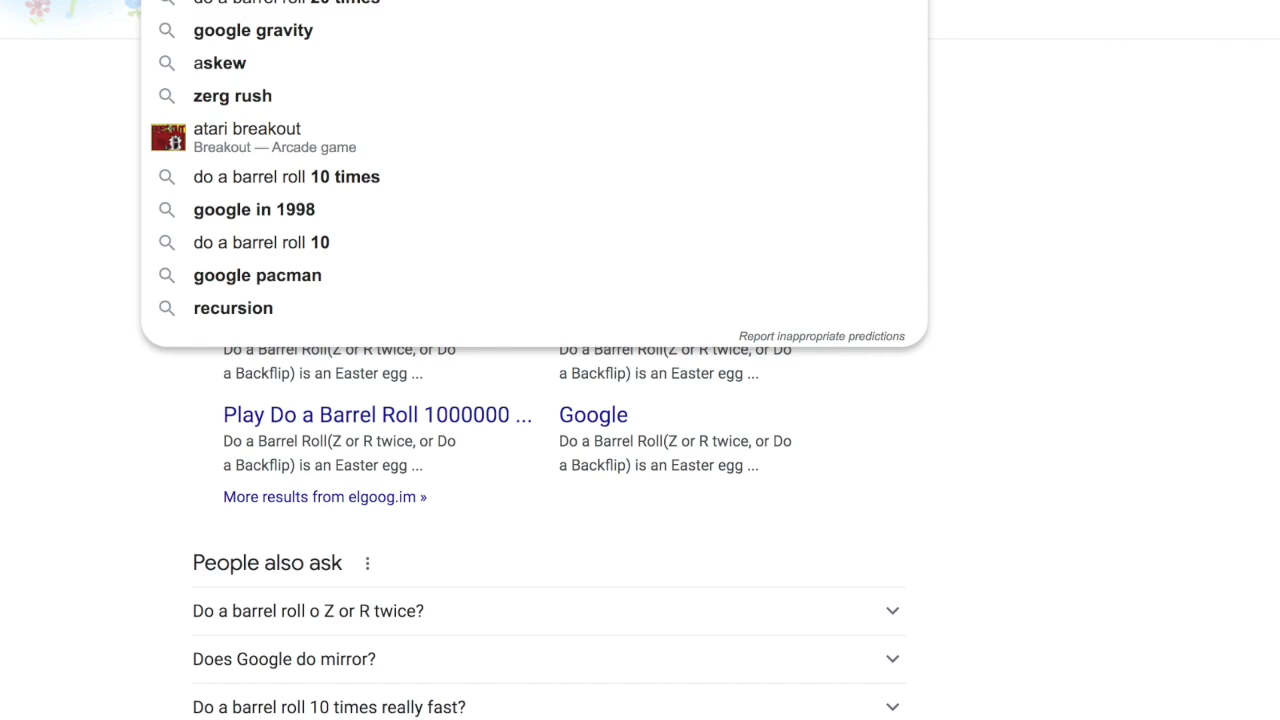 do a barrel roll 20 times
google gravity
askew
zerg rush
atari breakout
Breakout — Arcade game
do a barrel roll 10 times
google in 1998
do a barrel roll 10
google pacman
recursion
Report inappropriate predictions
Do a Barrel Roll(Z or R twice, or Do
a Backflip) is an Easter egg ...
Do a Barrel Roll(Z or R twice, or Do
a Backflip) is an Easter egg ...
Play Do a Barrel Roll 1000000 ...
Do a Barrel Roll(Z or R twice, or Do
a Backflip) is an Easter egg ...
Google
Do a Barrel Roll(Z or R twice, or Do
a Backflip) is an Easter egg ...
More results from elgoog.im »
People also ask
Do a barrel roll o Z or R twice?
Does Google do mirror?
Do a barrel roll 10 times really fast?